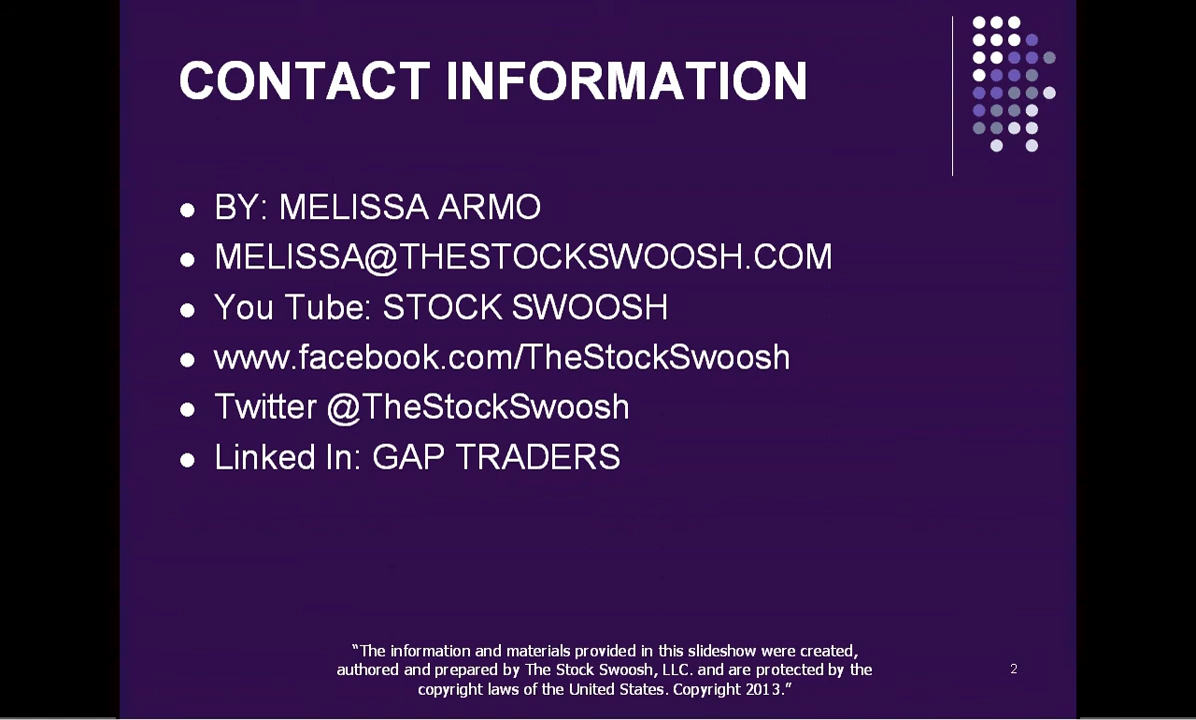 CONTACT INFORMATION
BY: MELISSA ARMO
MELISSA@THESTOCKSWOOSH.COM
You Tube: STOCK SWOOSH
www.facebook.com/TheStockSwoosh
Twitter @TheStockSwoosh
Linked In: GAP TRADERS
“The information and materials provided in this slideshow were created,
authored and prepared by The Stock Swoosh, LLC. and are protected by the
copyright laws of the United States. Copyright 2013.”
2